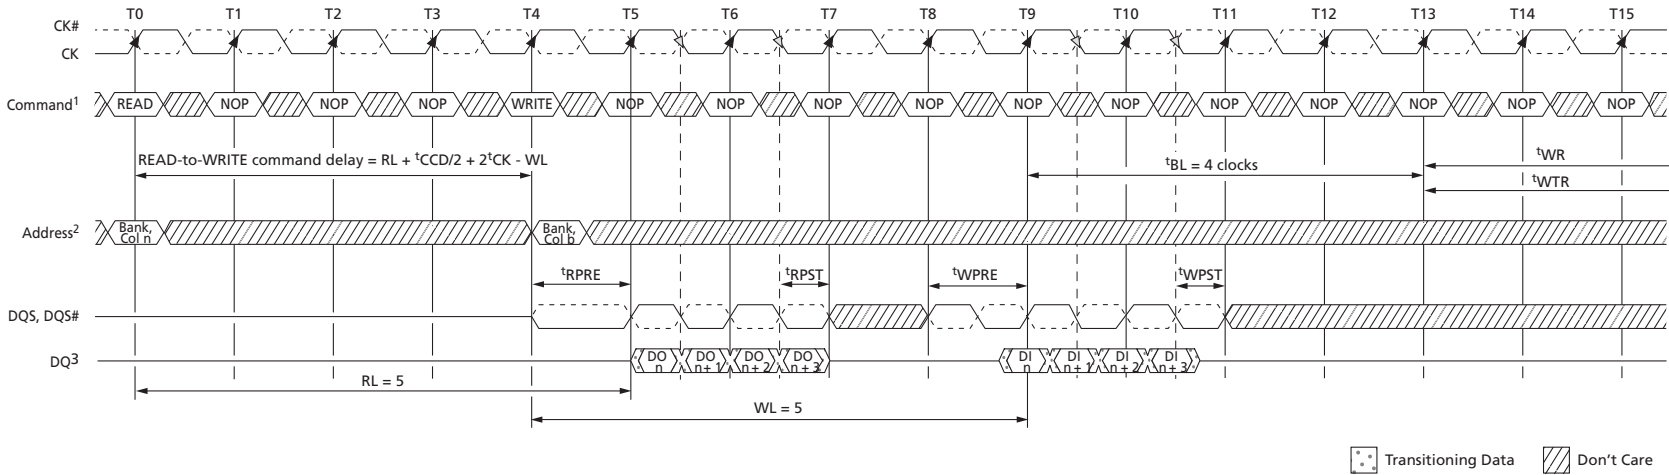 T0 T1 T2 T3 T4 T5 T6 T7 T8 T9 T10 T11 T12 T13 T14 T15
CK#
CK
Command1 READ NOP NOP NOP WRITE NOP NOP NOP NOP NOP NOP NOP NOP NOP NOP NOP
READ-to-WRITE command delay = RL + tCCD/2 + 2tCK - WL
tBL = 4 clocks
tWR
tWTR
Address2
Bank,
Col n
Bank,
Col b
tRPRE tRPST tWPRE tWPST
DQS, DQS#
DQ3
DO
n
DO
n + 1
DO
n + 2
DO
n + 3
DI
n
DI
n + 1
DI
n + 2
DI
n + 3
RL = 5
WL = 5
Transitioning Data
Don't Care